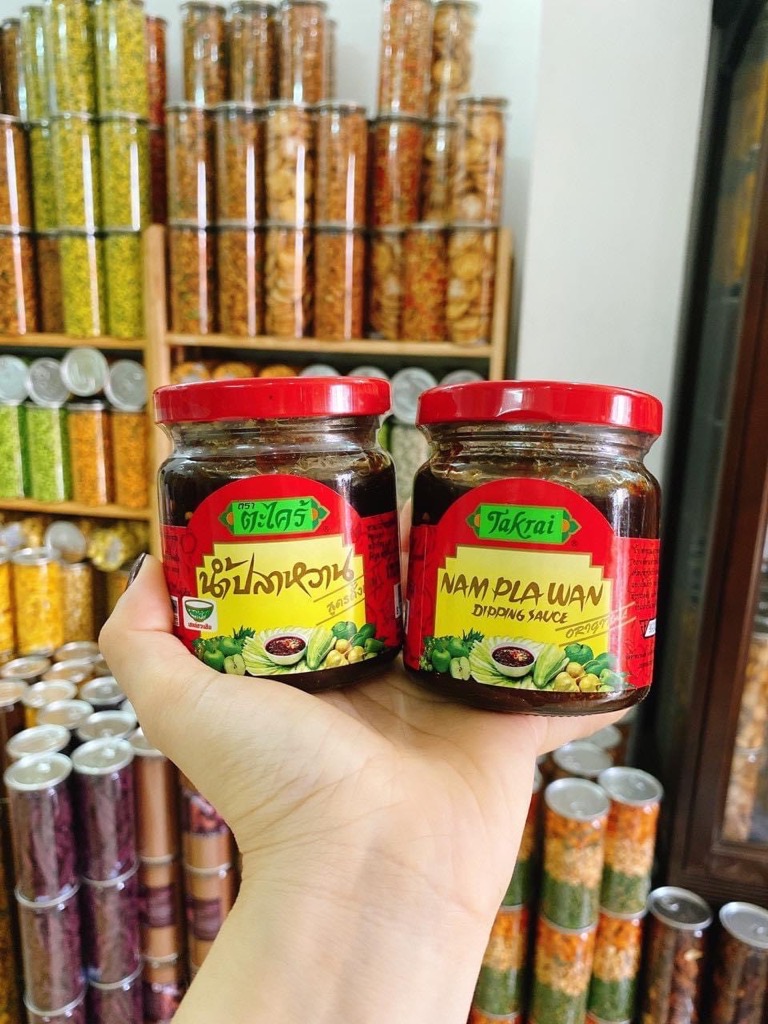 ตรา
ตะไคร้
น้ำปลาหวาน
Takrai
NAM PLA WAN
DIPPING SAUCE